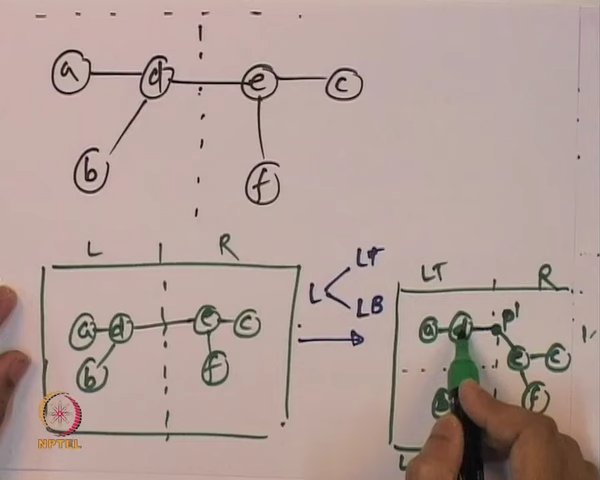 a d e c
b f
L R
a d e c
b f
L LT
LB
LT R
a d P' e c
b f
L
NPTEL